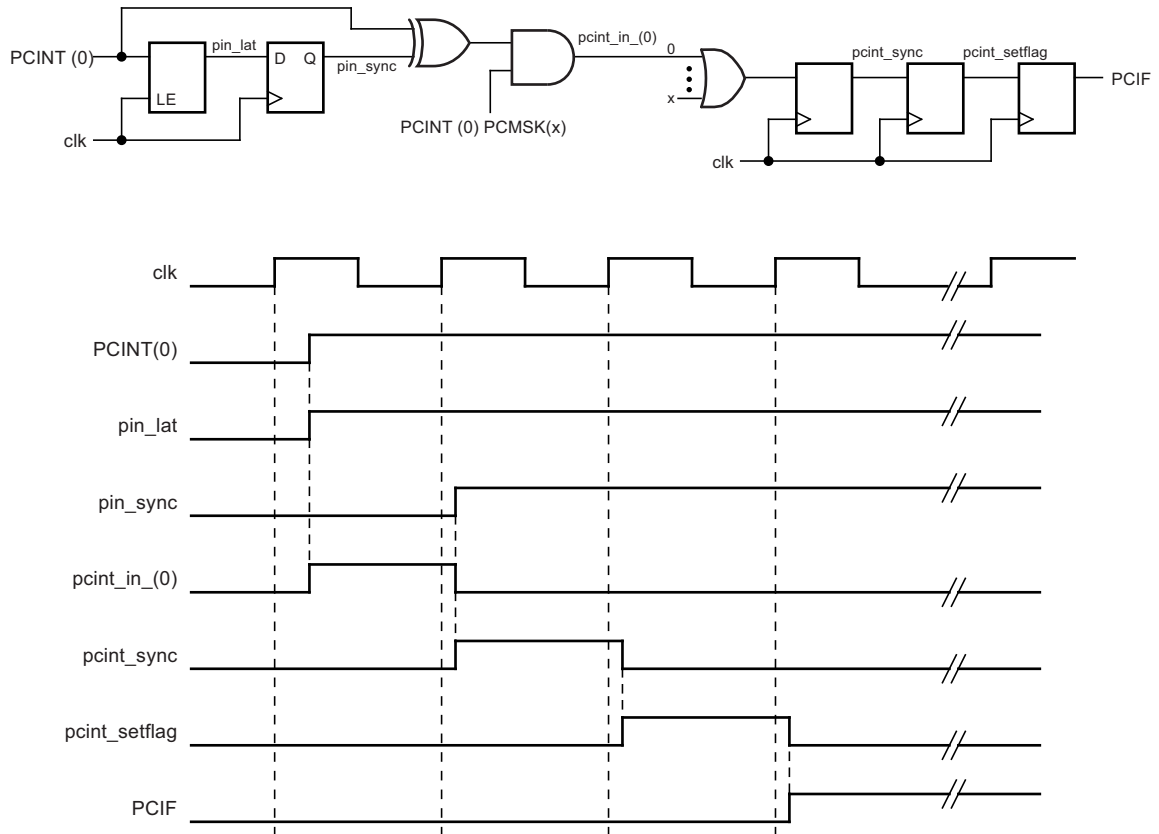 PCINT (0)
pin_lat
LE
D Q
pin_sync
clk
PCINT (0) PCMSK(x)
pcint_in_(0)
0
x
pcint_sync
pcint_setflag
PCIF
clk
clk
PCINT(0)
pin_lat
pin_sync
pcint_in_(0)
pcint_sync
pcint_setflag
PCIF